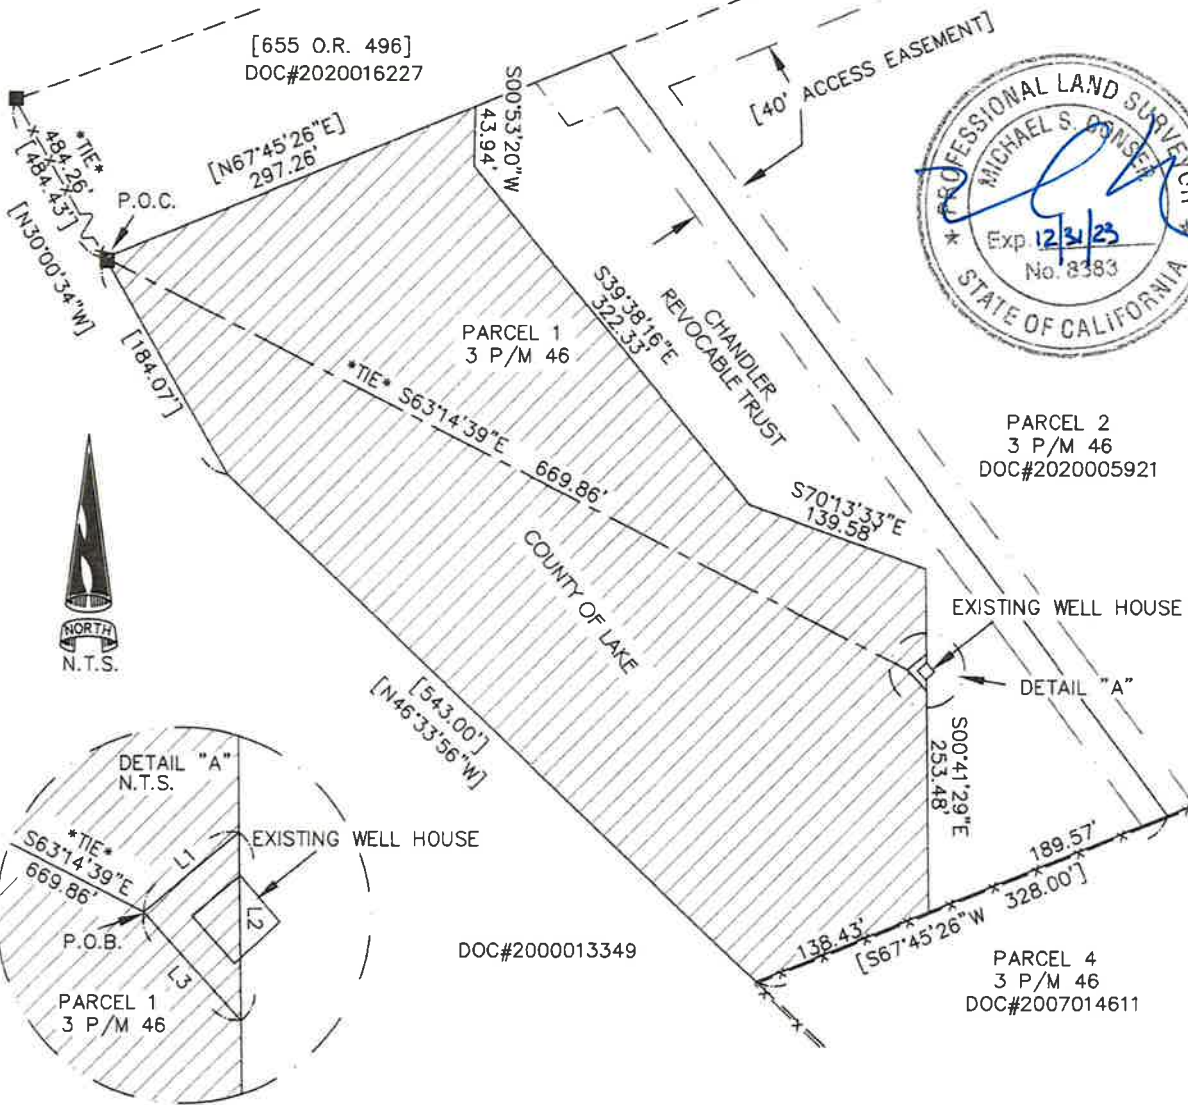 [655 O.R. 496]
DOC#2020016227
[40' ACCESS EASEMENT]
PROFESSIONAL LAND SURVEYOR
MICHAEL S. GONSER
Exp. 12/31/23
No. 8383
* STATE OF CALIFORNIA *
*TIE*
484.26'
[484.43']
[N30°00'34"W]
P.O.C.
[N67°45'26"E]
297.26'
S00°53'20"W
43.94'
[184.07']
PARCEL 1
3 P/M 46
S39°38'16"E
322.33'
CHANDLER
REVOCABLE TRUST
*TIE* S63°14'39"E 669.86'
PARCEL 2
3 P/M 46
DOC#2020005921
S70°13'33"E
139.58'
COUNTY OF LAKE
NORTH
N.T.S.
EXISTING WELL HOUSE
DETAIL "A"
[543.00']
[N46°33'56"W]
S00°41'29"E
253.48'
189.57'
138.43'
[S67°45'26"W 328.00']
DOC#2000013349
PARCEL 4
3 P/M 46
DOC#2007014611
DETAIL "A"
N.T.S.
*TIE*
S63°14'39"E
669.86'
L1
EXISTING WELL HOUSE
L2
P.O.B.
L3
PARCEL 1
3 P/M 46